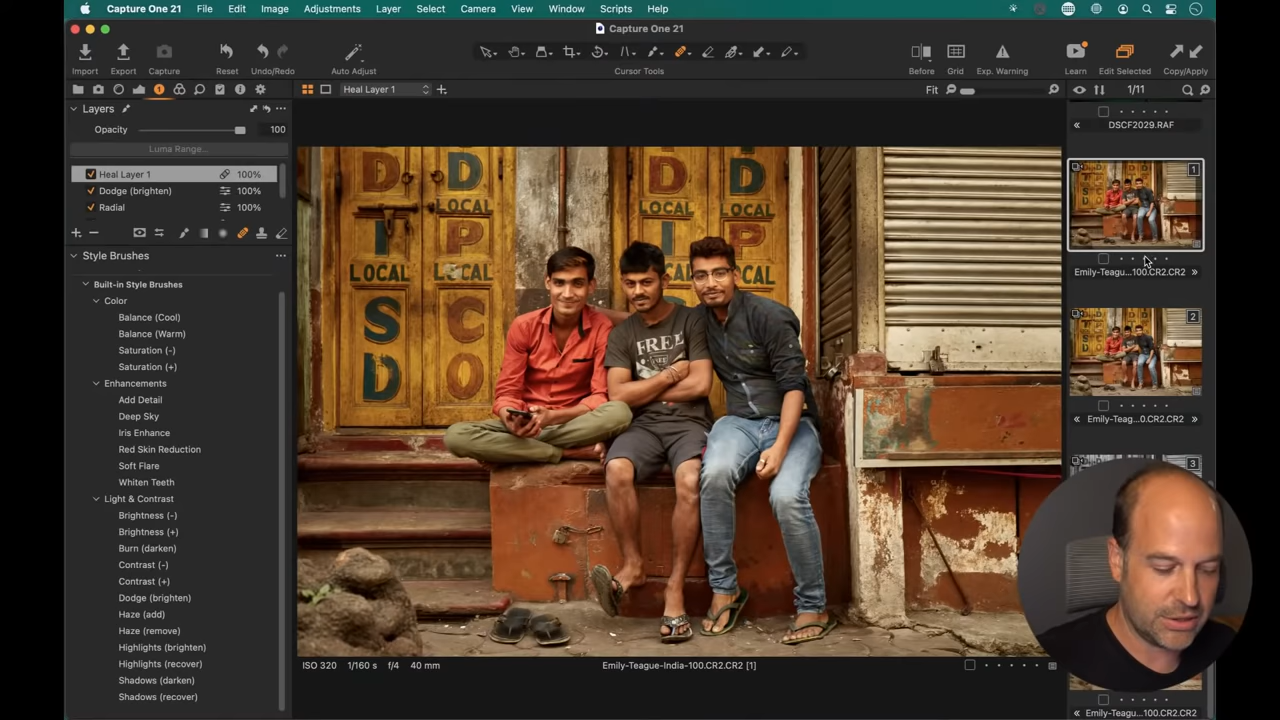 Capture One 21 File Edit Image Adjustments Layer Select Camera View Window Scripts Help
Capture One 21
Import Export Capture Reset Undo/Redo Auto Adjust Cursor Tools Before Grid Exp. Warning Learn Edit Selected Copy/Apply
Heal Layer 1
Fit
1/11
Layers
Opacity 100
Luma Range...
Heal Layer 1 100%
Dodge (brighten) 100%
Radial 100%
Style Brushes
Built-in Style Brushes
Color
Balance (Cool)
Balance (Warm)
Saturation (-)
Saturation (+)
Enhancements
Add Detail
Deep Sky
Iris Enhance
Red Skin Reduction
Soft Flare
Whiten Teeth
Light & Contrast
Brightness (-)
Brightness (+)
Burn (darken)
Contrast (-)
Contrast (+)
Dodge (brighten)
Haze (add)
Haze (remove)
Highlights (brighten)
Highlights (recover)
Shadows (darken)
Shadows (recover)
D D D D
LOCAL LOCAL LOCAL
I P I P
LOCAL LOCAL LOCAL LOCAL
S C
D O
FREE
ISO 320 1/160 s f/4 40 mm
Emily-Teague-India-100.CR2.CR2 [1]
DSCF2029.RAF
1
Emily-Teagu...100.CR2.CR2
2
Emily-Teag...0.CR2.CR2
3
Emily-Teagu...100.CR2.CR2